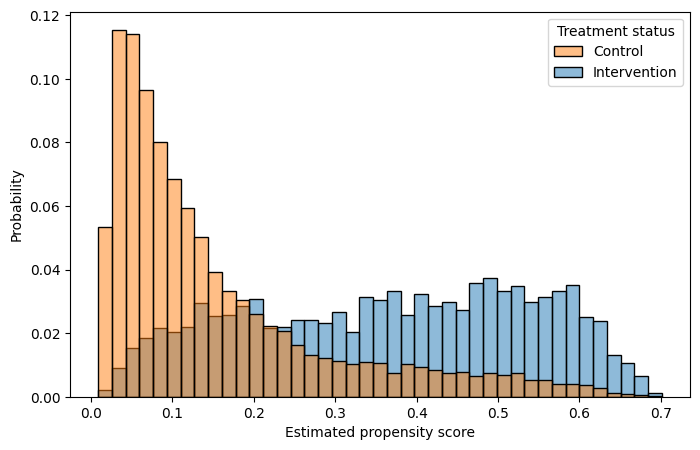 0.12
0.10
0.08
0.06
0.04
0.02
0.00
Probability
0.0 0.1 0.2 0.3 0.4 0.5 0.6 0.7
Estimated propensity score
Treatment status
Control
Intervention